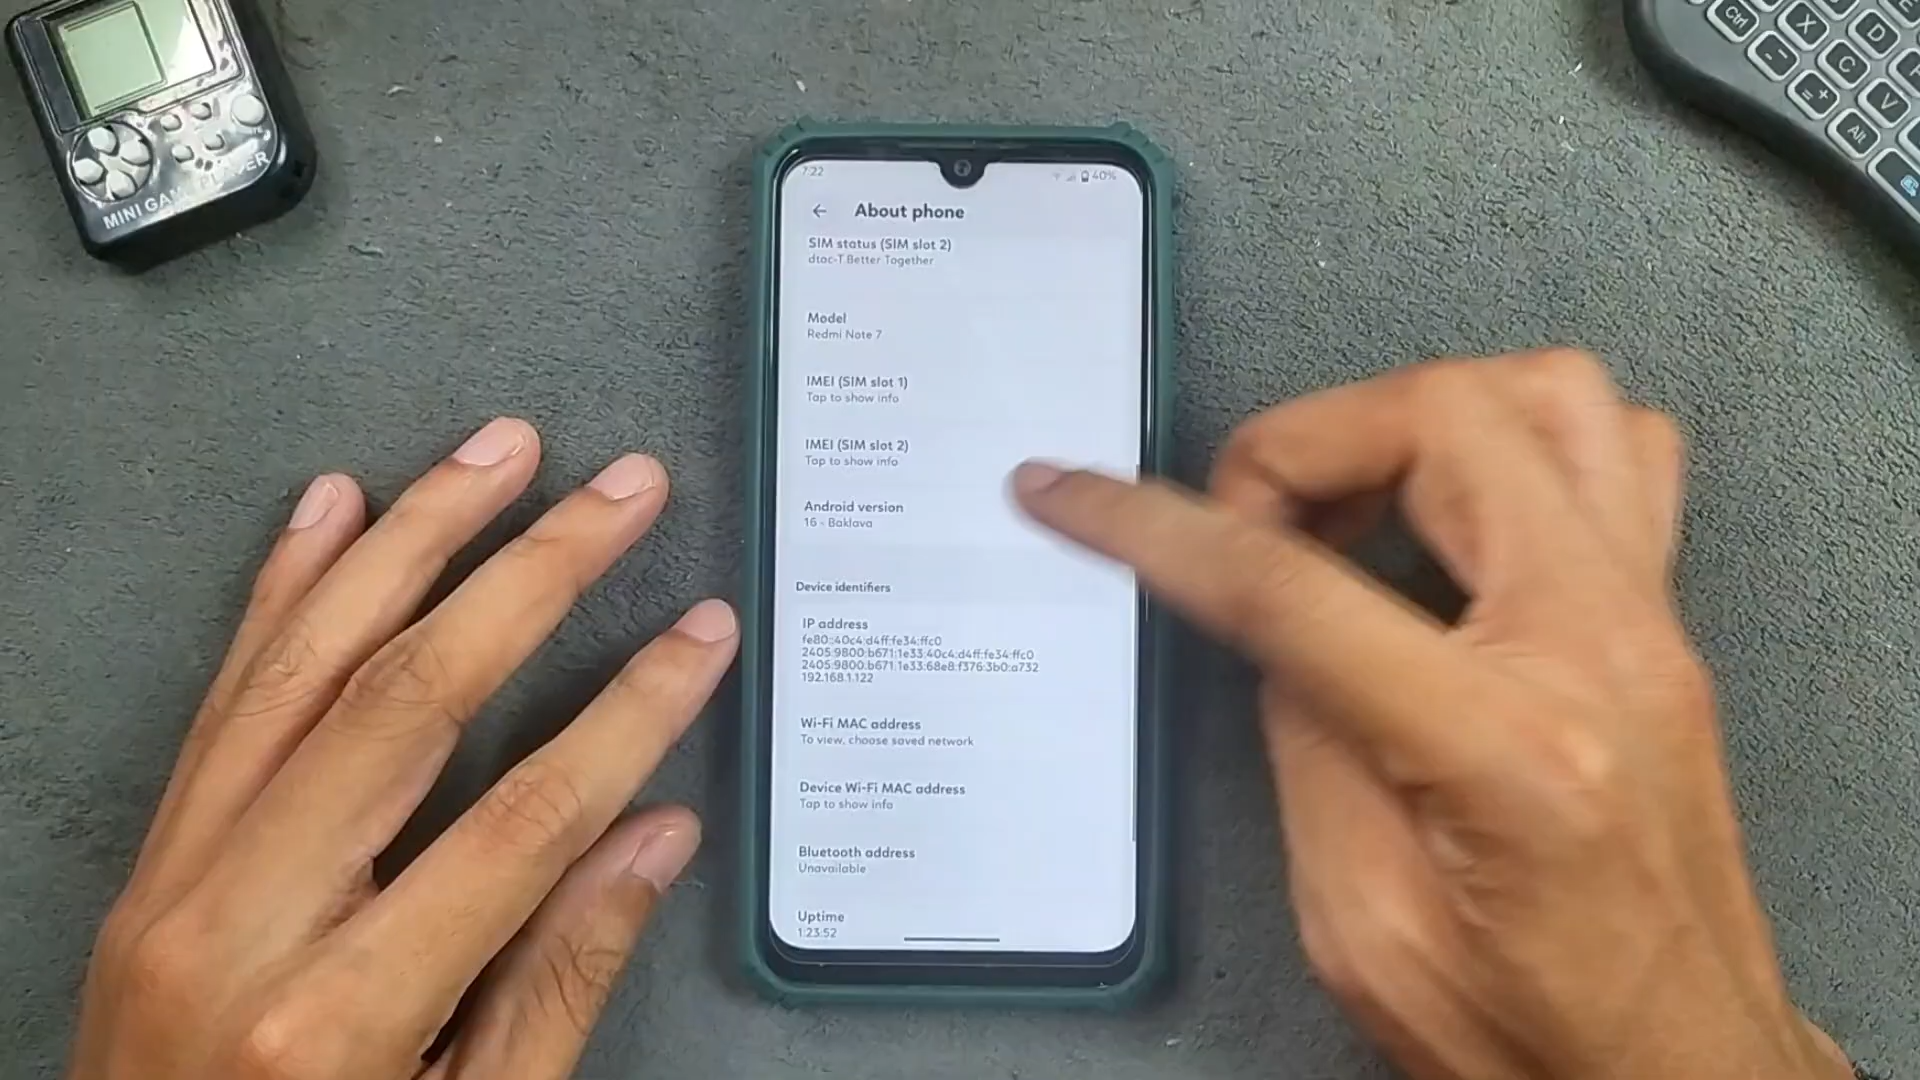 MINI GAME PLAYER
7:22
40%
About phone
SIM status (SIM slot 2)
dtac-T Better Together
Model
Redmi Note 7
IMEI (SIM slot 1)
Tap to show info
IMEI (SIM slot 2)
Tap to show info
Android version
16 - Baklava
Device identifiers
IP address
fe80::40c4:d4ff:fe34:ffc0
2405:9800:b671:1e33:40c4:d4ff:fe34:ffc0
2405:9800:b671:1e33:68e8:f376:3b0:a732
192.168.1.122
Wi-Fi MAC address
To view, choose saved network
Device Wi-Fi MAC address
Tap to show info
Bluetooth address
Unavailable
Uptime
1:23:52
Ctrl
X
D
C
V
Alt